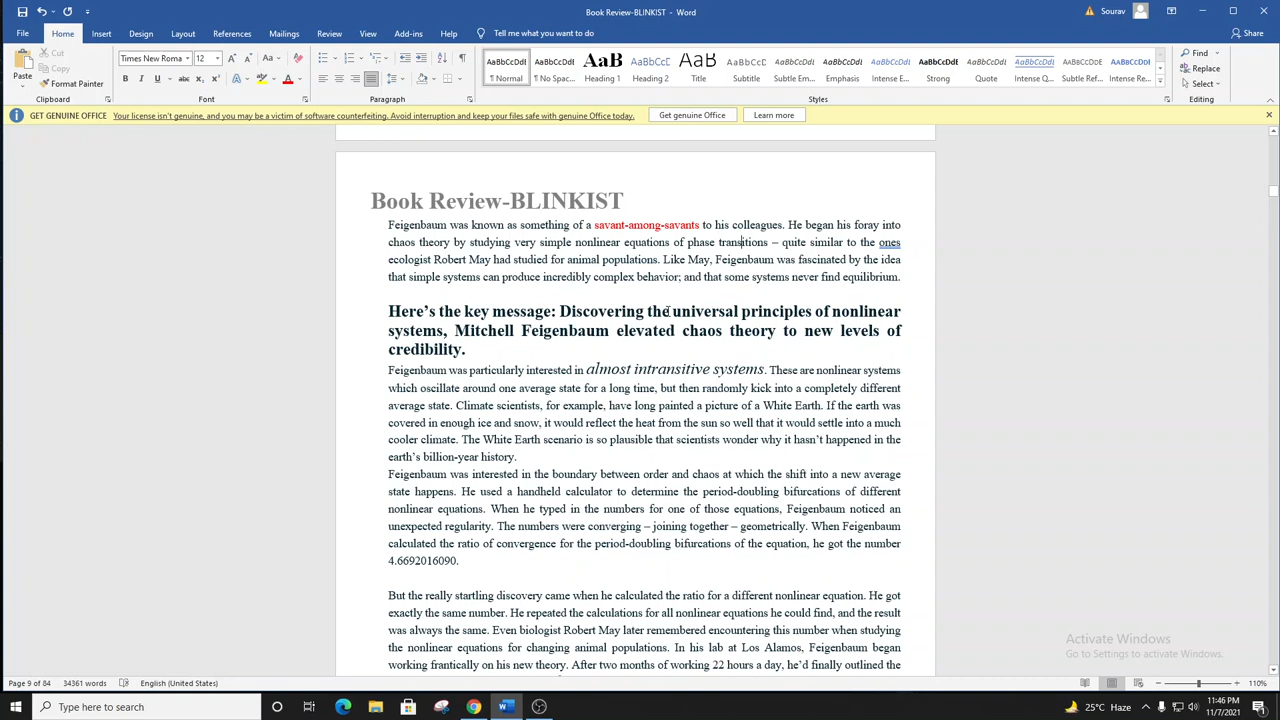 Book Review-BLINKIST - Word
Sourav
File Home Insert Design Layout References Mailings Review View Add-ins Help Tell me what you want to do Share
Paste Cut Copy Format Painter Clipboard
Times New Roma 12 Font
Paragraph
AaBbCcDdl AaBbCcDdl AaB AaBbCcDd AaB AaBbCcDdE AaBbCcDdl AaBbCcDdl AaBbCcDdl AaBbCcDdl AaBbCcDdl AaBbCcDdl AaBbCcDdE AaBbCcDdl
¶ Normal ¶ No Spac... Heading 1 Heading 2 Title Subtitle Subtle Em... Emphasis Intense E... Strong Quote Intense Q... Subtle Ref... Intense Re...
Styles
Find
Replace
Select
Editing
GET GENUINE OFFICE Your license isn't genuine, and you may be a victim of software counterfeiting. Avoid interruption and keep your files safe with genuine Office today. Get genuine Office Learn more
Book Review-BLINKIST
Feigenbaum was known as something of a savant-among-savants to his colleagues. He began his foray into
chaos theory by studying very simple nonlinear equations of phase transitions – quite similar to the ones
ecologist Robert May had studied for animal populations. Like May, Feigenbaum was fascinated by the idea
that simple systems can produce incredibly complex behavior; and that some systems never find equilibrium.
Here's the key message: Discovering the universal principles of nonlinear
systems, Mitchell Feigenbaum elevated chaos theory to new levels of
credibility.
Feigenbaum was particularly interested in almost intransitive systems. These are nonlinear systems
which oscillate around one average state for a long time, but then randomly kick into a completely different
average state. Climate scientists, for example, have long painted a picture of a White Earth. If the earth was
covered in enough ice and snow, it would reflect the heat from the sun so well that it would settle into a much
cooler climate. The White Earth scenario is so plausible that scientists wonder why it hasn't happened in the
earth's billion-year history.
Feigenbaum was interested in the boundary between order and chaos at which the shift into a new average
state happens. He used a handheld calculator to determine the period-doubling bifurcations of different
nonlinear equations. When he typed in the numbers for one of those equations, Feigenbaum noticed an
unexpected regularity. The numbers were converging – joining together – geometrically. When Feigenbaum
calculated the ratio of convergence for the period-doubling bifurcations of the equation, he got the number
4.6692016090.
But the really startling discovery came when he calculated the ratio for a different nonlinear equation. He got
exactly the same number. He repeated the calculations for all nonlinear equations he could find, and the result
was always the same. Even biologist Robert May later remembered encountering this number when studying
the nonlinear equations for changing animal populations. In his lab at Los Alamos, Feigenbaum began
working frantically on his new theory. After two months of working 22 hours a day, he'd finally outlined the
Activate Windows
Go to Settings to activate Windows.
Page 9 of 84 34361 words English (United States) 110%
Type here to search 25°C Haze 11:46 PM
11/7/2021